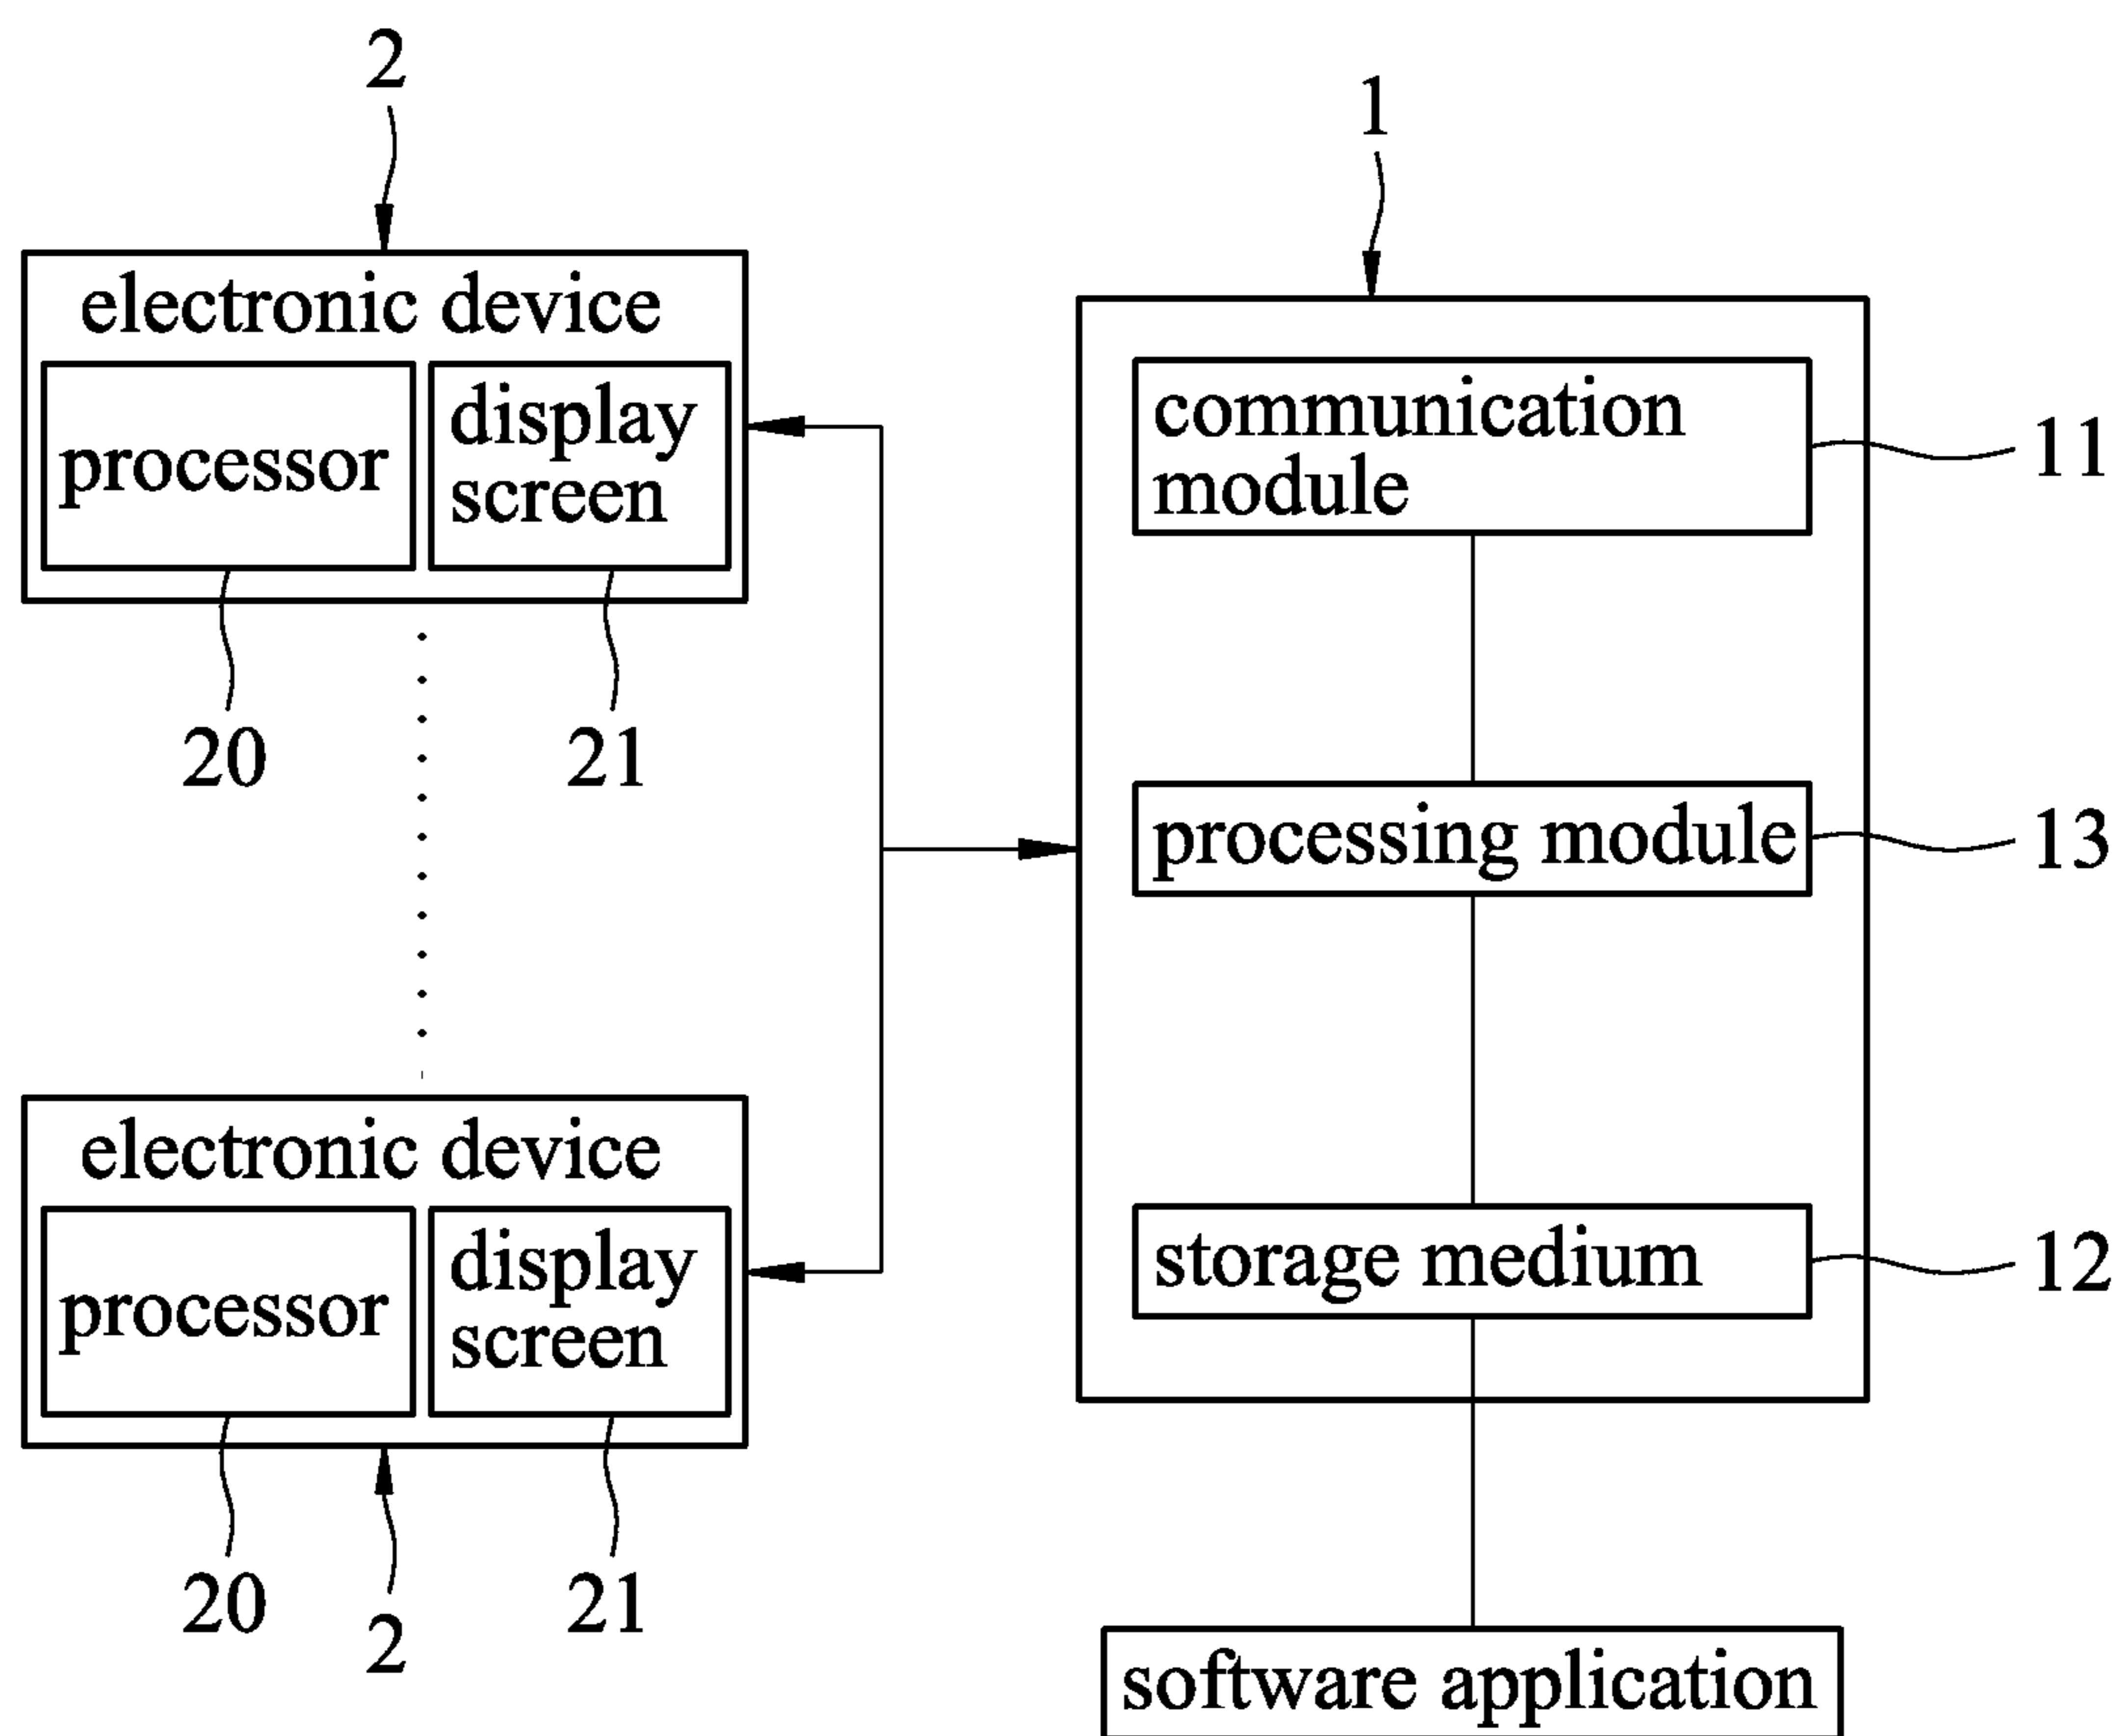 2
1
electronic device
processor
display
screen
20
21
communication
module
11
processing module
13
storage medium
12
electronic device
processor
display
screen
20
2
21
software application